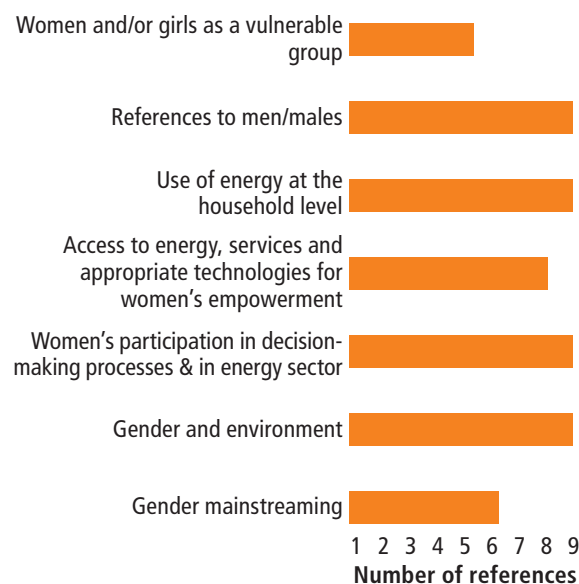 Women and/or girls as a vulnerable
group
References to men/males
Use of energy at the
household level
Access to energy, services and
appropriate technologies for
women’s empowerment
Women’s participation in decision-
making processes & in energy sector
Gender and environment
Gender mainstreaming
1 2 3 4 5 6 7 8 9
Number of references